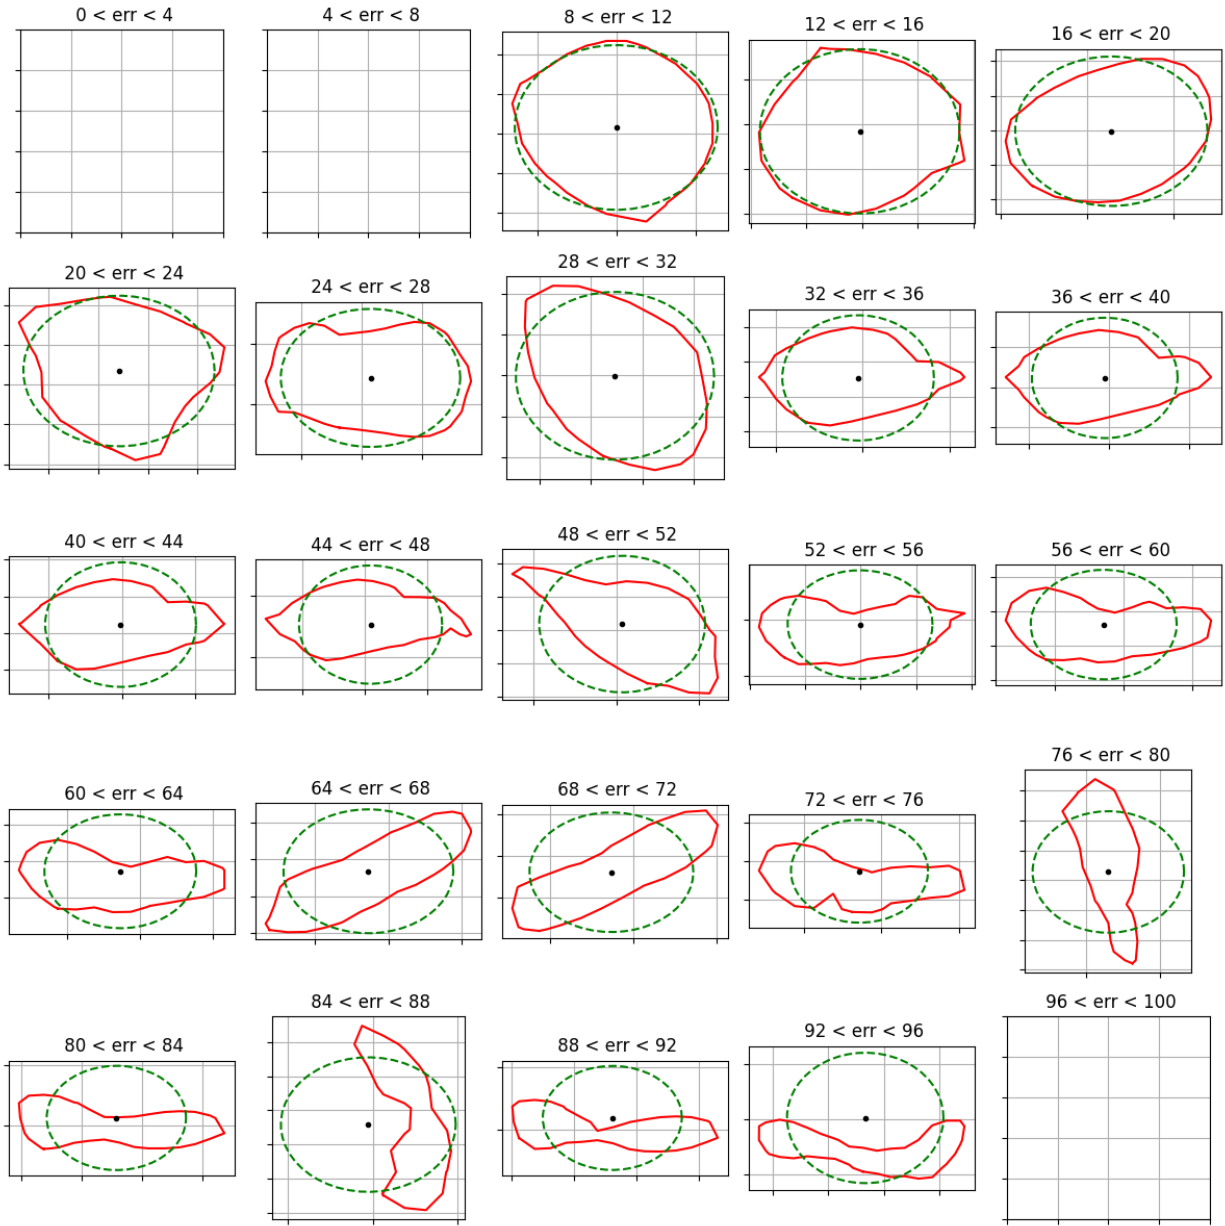 0 < err < 4
4 < err < 8
8 < err < 12
12 < err < 16
16 < err < 20
20 < err < 24
24 < err < 28
28 < err < 32
32 < err < 36
36 < err < 40
40 < err < 44
44 < err < 48
48 < err < 52
52 < err < 56
56 < err < 60
60 < err < 64
64 < err < 68
68 < err < 72
72 < err < 76
76 < err < 80
80 < err < 84
84 < err < 88
88 < err < 92
92 < err < 96
96 < err < 100